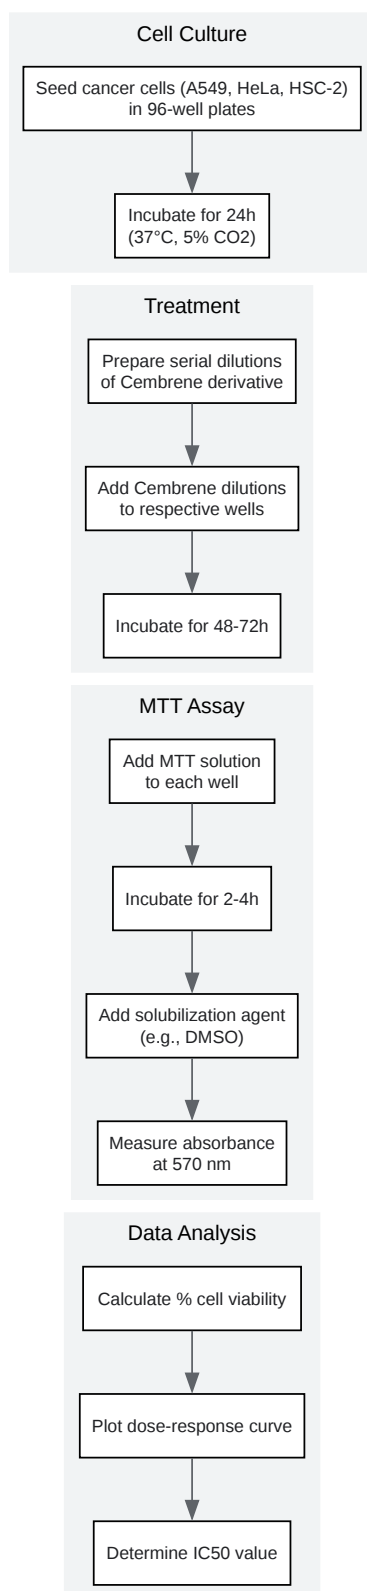 Cell Culture
Seed cancer cells (A549, HeLa, HSC-2)
in 96-well plates
Incubate for 24h
(37°C, 5% CO2)
Treatment
Prepare serial dilutions
of Cembrene derivative
Add Cembrene dilutions
to respective wells
Incubate for 48-72h
MTT Assay
Add MTT solution
to each well
Incubate for 2-4h
Add solubilization agent
(e.g., DMSO)
Measure absorbance
at 570 nm
Data Analysis
Calculate % cell viability
Plot dose-response curve
Determine IC50 value